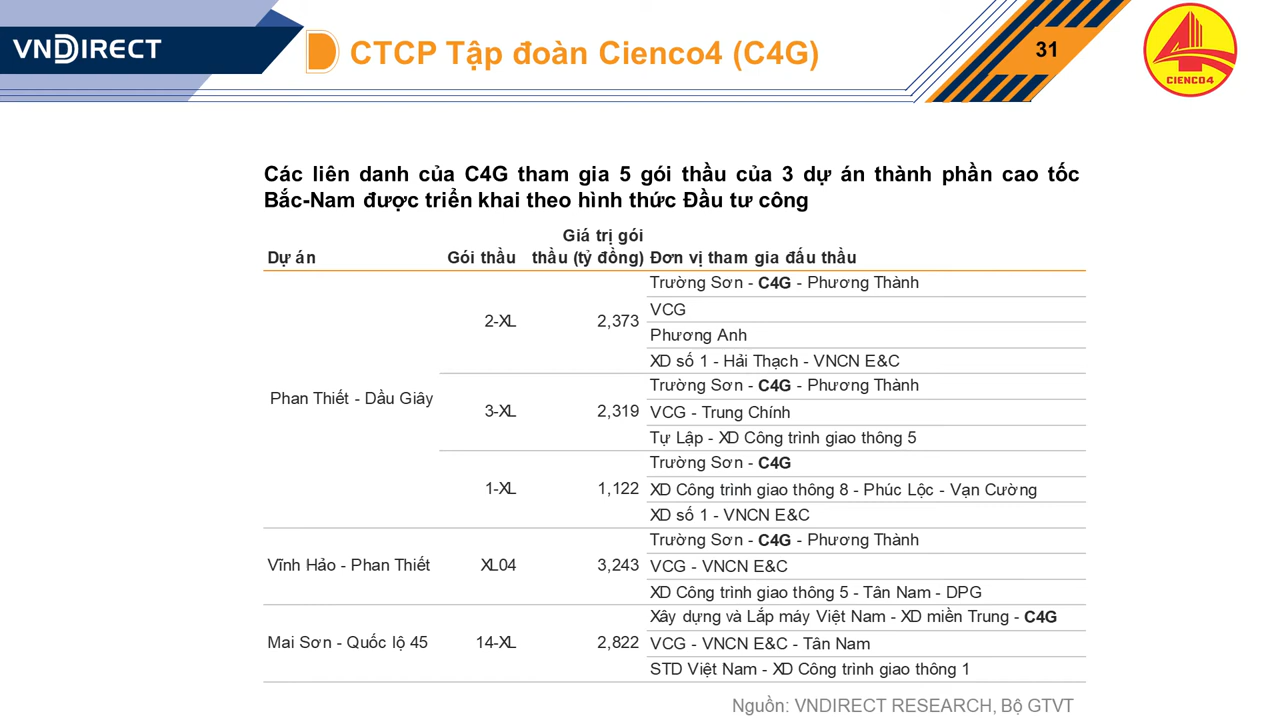 VNDIRECT
CTCP Tập đoàn Cienco4 (C4G)
31
CIENCO4
Các liên danh của C4G tham gia 5 gói thầu của 3 dự án thành phần cao tốc
Bắc-Nam được triển khai theo hình thức Đầu tư công
Dự án Gói thầu Giá trị gói thầu (tỷ đồng) Đơn vị tham gia đấu thầu
Trường Sơn - C4G - Phương Thành
VCG
2-XL 2,373
Phương Anh
XD số 1 - Hải Thạch - VNCN E&C
Trường Sơn - C4G - Phương Thành
Phan Thiết - Dầu Giây
3-XL 2,319 VCG - Trung Chính
Tự Lập - XD Công trình giao thông 5
Trường Sơn - C4G
1-XL 1,122 XD Công trình giao thông 8 - Phúc Lộc - Vạn Cường
XD số 1 - VNCN E&C
Trường Sơn - C4G - Phương Thành
Vĩnh Hảo - Phan Thiết XL04 3,243 VCG - VNCN E&C
XD Công trình giao thông 5 - Tân Nam - DPG
Xây dựng và Lắp máy Việt Nam - XD miền Trung - C4G
Mai Sơn - Quốc lộ 45 14-XL 2,822 VCG - VNCN E&C - Tân Nam
STD Việt Nam - XD Công trình giao thông 1
Nguồn: VNDIRECT RESEARCH, Bộ GTVT